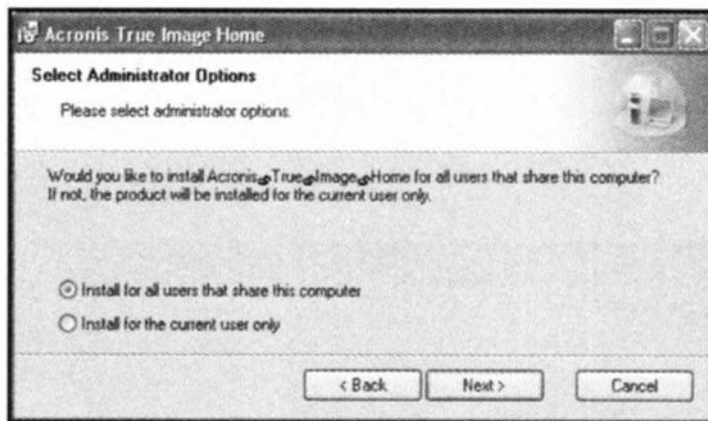 Acronis True Image Home
Select Administrator Options
Please select administrator options.
Would you like to install Acronis True Image Home for all users that share this computer?
If not, the product will be installed for the current user only.
Install for all users that share this computer
Install for the current user only
< Back Next > Cancel